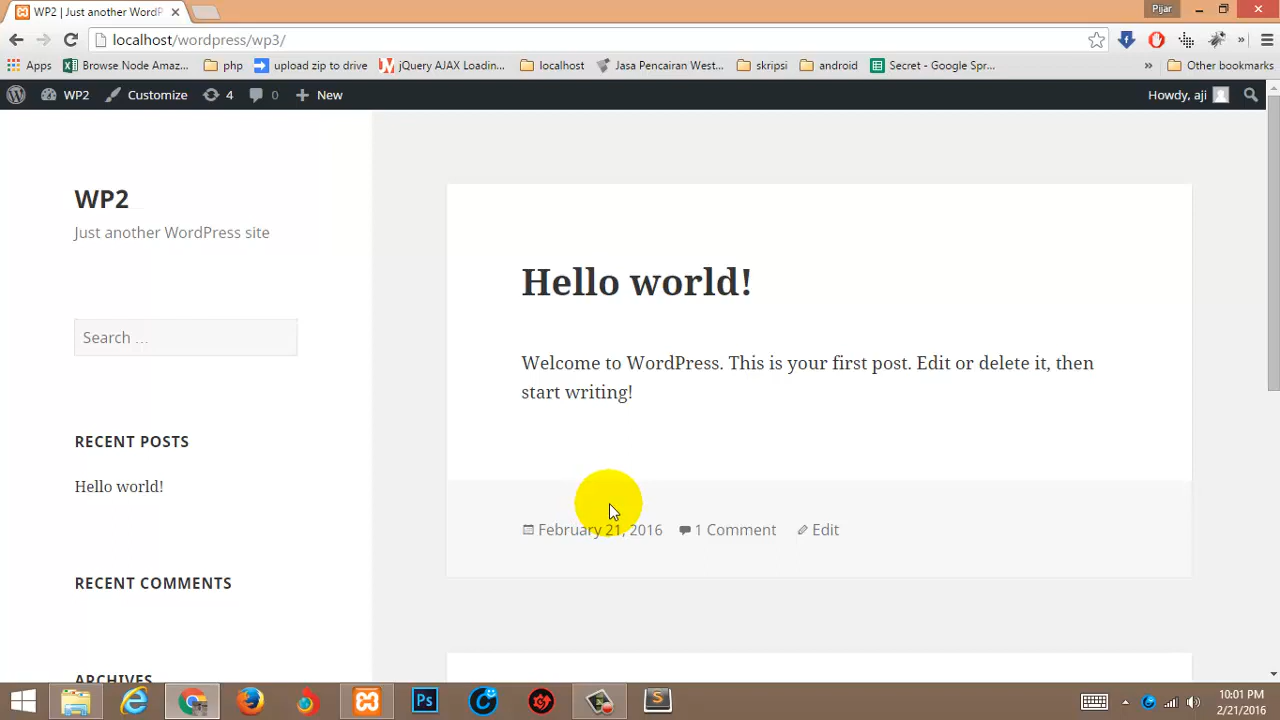 WP2 | Just another WordP
Pijar
localhost/wordpress/wp3/
Apps Browse Node Amaz... php upload zip to drive jQuery AJAX Loadin... localhost Jasa Pencairan West... skripsi android Secret - Google Spr... » Other bookmarks
WP2 Customize 4 0 New Howdy, aji
WP2
Just another WordPress site
Search ...
RECENT POSTS
Hello world!
RECENT COMMENTS
ARCHIVES
Hello world!
Welcome to WordPress. This is your first post. Edit or delete it, then
start writing!
February 21, 2016 1 Comment Edit
Ps
10:01 PM
2/21/2016